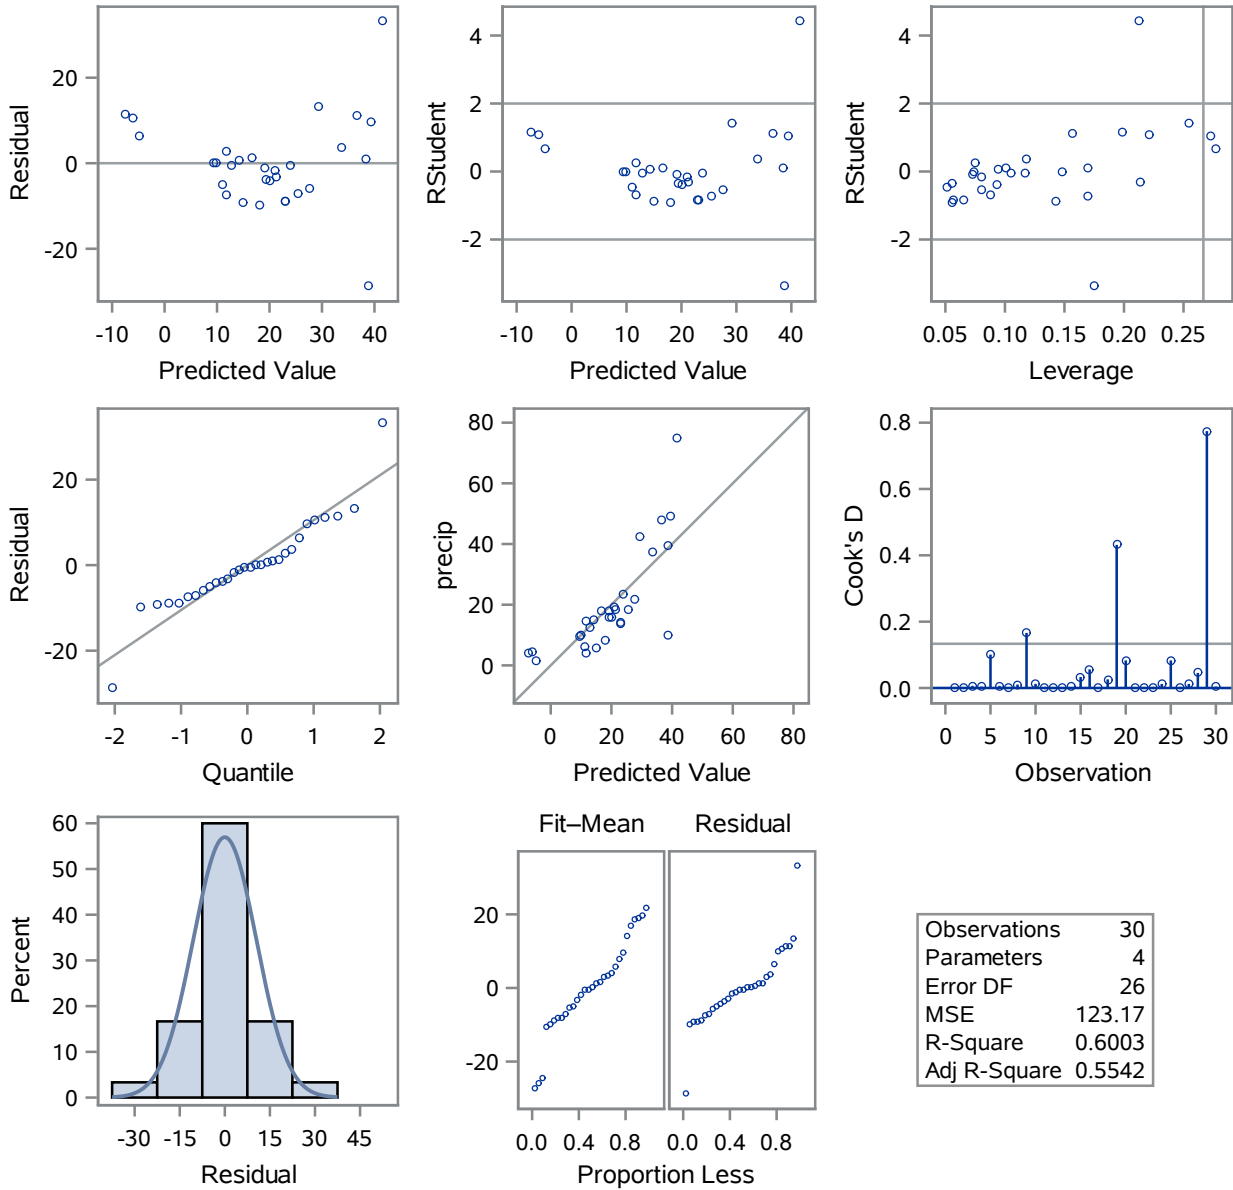 Residual
20
0
-20
-10 0 10 20 30 40
Predicted Value
RStudent
4
2
0
-2
-10 0 10 20 30 40
Predicted Value
RStudent
4
2
0
-2
0.05 0.10 0.15 0.20 0.25
Leverage
Residual
20
0
-20
-2 -1 0 1 2
Quantile
precip
80
60
40
20
0
0 20 40 60 80
Predicted Value
Cook's D
0.8
0.6
0.4
0.2
0.0
0 5 10 15 20 25 30
Observation
Percent
60
50
40
30
20
10
0
-30 -15 0 15 30 45
Residual
Fit–Mean Residual
20
0
-20
0.0 0.4 0.8 0.0 0.4 0.8
Proportion Less
Observations 30
Parameters 4
Error DF 26
MSE 123.17
R-Square 0.6003
Adj R-Square 0.5542